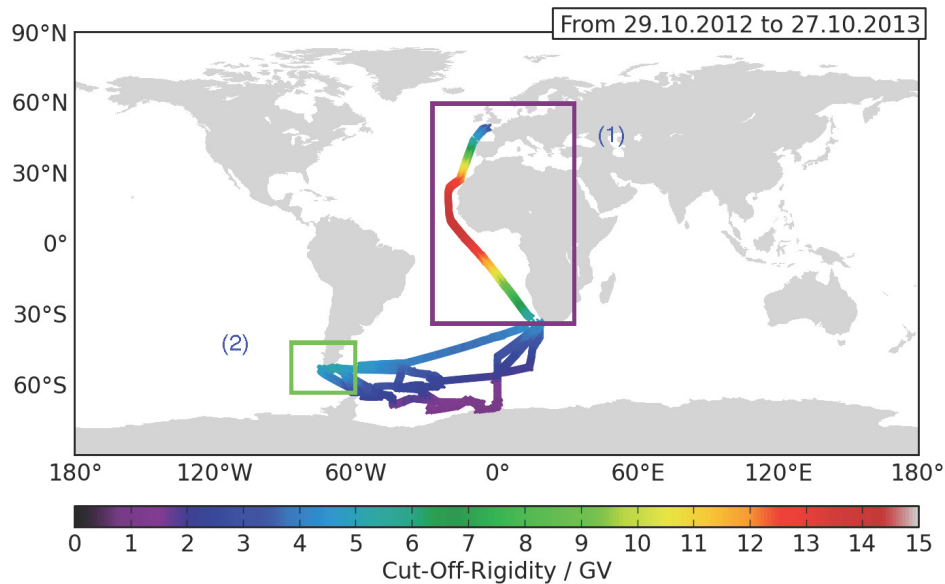 From 29.10.2012 to 27.10.2013
90°N
60°N
(1)
30°N
0°
30°S
(2)
60°S
180° 120°W 60°W 0° 60°E 120°E 180°
0 1 2 3 4 5 6 7 8 9 10 11 12 13 14 15
Cut-Off-Rigidity / GV